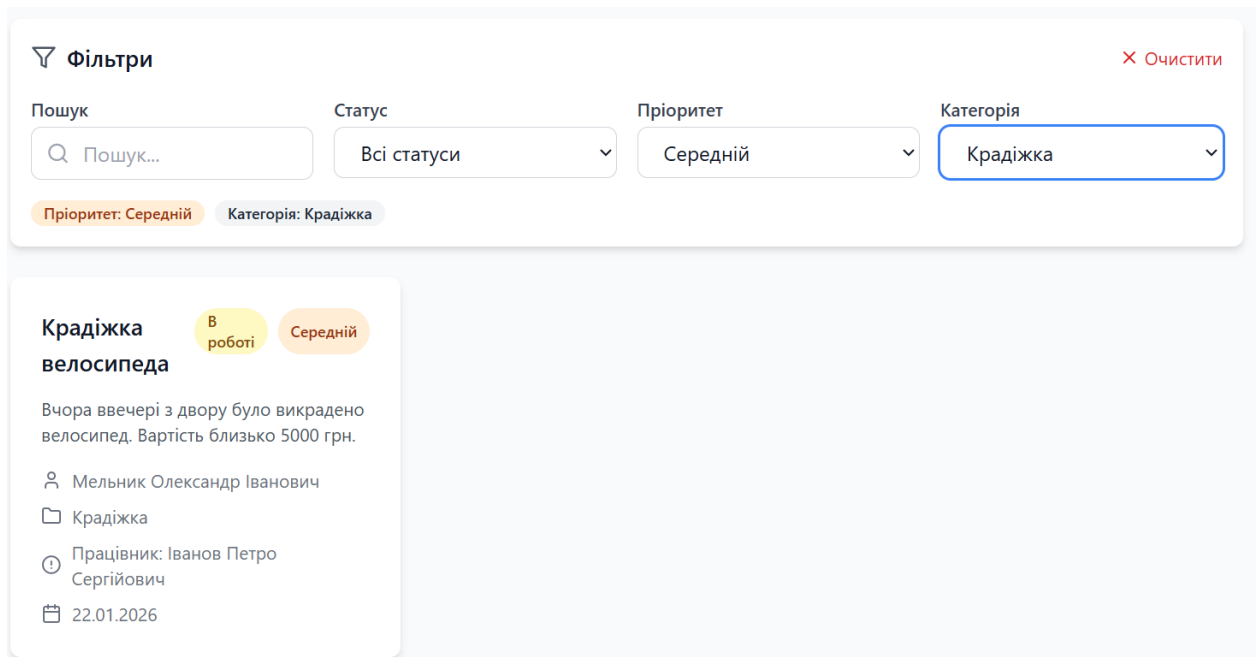 Фільтри
Очистити
Пошук
Статус
Пріоритет
Категорія
Пошук...
Всі статуси
Середній
Крадіжка
Пріоритет: Середній
Категорія: Крадіжка
Крадіжка
велосипеда
В
роботі
Середній
Вчора ввечері з двору було викрадено
велосипед. Вартість близько 5000 грн.
Мельник Олександр Іванович
Крадіжка
Працівник: Іванов Петро
Сергійович
22.01.2026